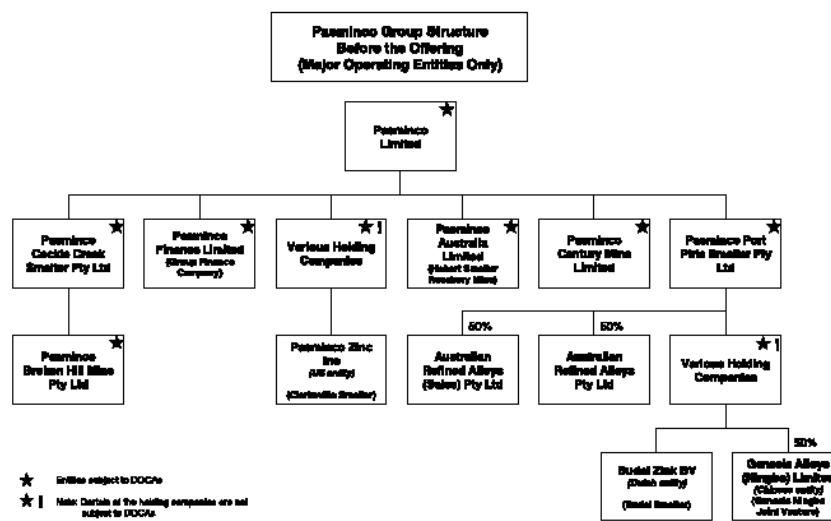 Pasminco Group Structure
Before the Offering
(Major Operating Entities Only)
Pasminco
Limited
Pasminco
Cockle Creek
Smelter Pty Ltd
Pasminco
Finance Limited
(Group Finance
Company)
!
Various Holding
Companies
Pasminco
Australia
Limited
(Hobart Smelter
Rosebery Mine)
Pasminco
Century Mine
Limited
Pasminco Port
Pirie Smelter Pty
Ltd
Pasminco
Broken Hill Mine
Pty Ltd
Pasminco Zinc
Inc
(US entity)
(Clarksville Smelter)
50%
Australian
Refined Alloys
(Sales) Pty Ltd
50%
Australian
Refined Alloys
Pty Ltd
!
Various Holding
Companies
Budel Zink BV
(Dutch entity)
(Budel Smelter)
50%
Genesis Alloys
(Ningbo) Limited
(Chinese entity)
(Genesis Ningbo
Joint Venture)
Entities subject to DOCAs
! Note: Certain of the holding companies are not
subject to DOCAs